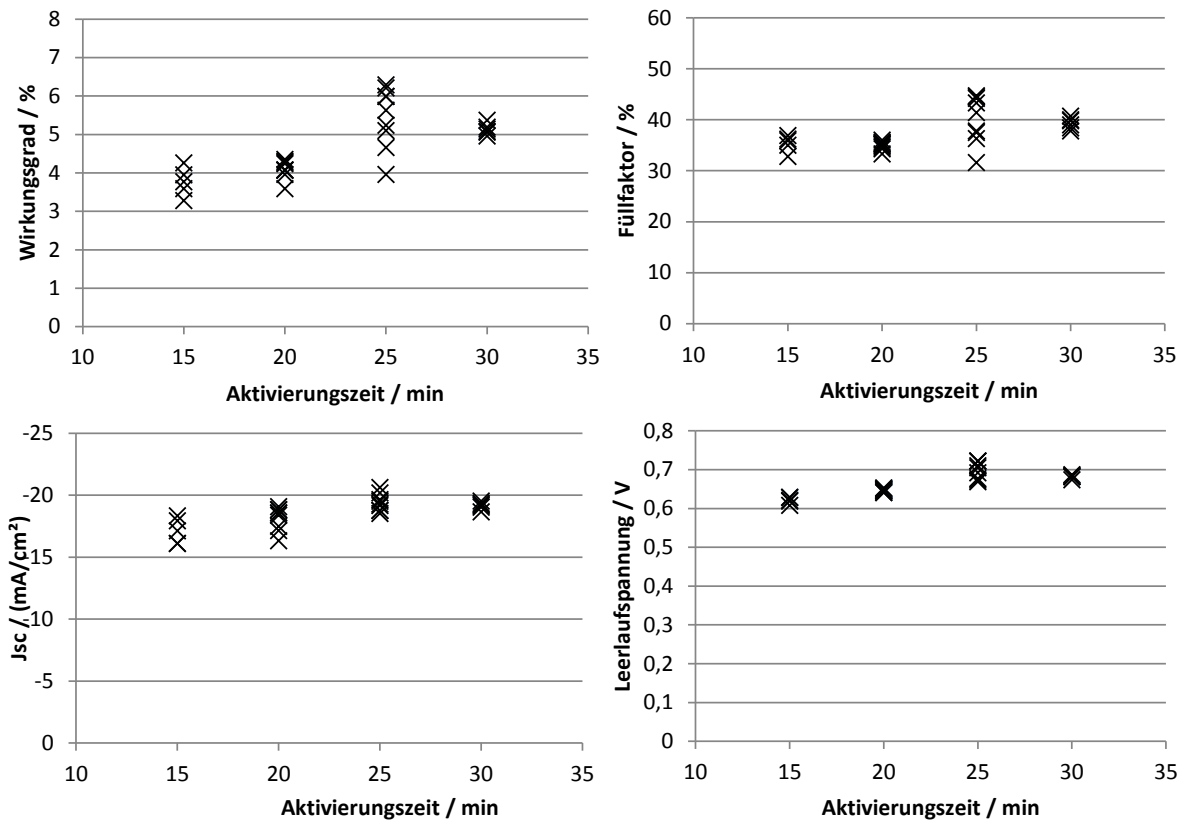 8
7
6
5
4
3
2
1
0
10 15 20 25 30 35
Wirkungsgrad / %
Aktivierungszeit / min
60
50
40
30
20
10
0
10 15 20 25 30 35
Füllfaktor / %
Aktivierungszeit / min
-25
-20
-15
-10
-5
0
10 15 20 25 30 35
Jsc / (mA/cm²)
Aktivierungszeit / min
0,8
0,7
0,6
0,5
0,4
0,3
0,2
0,1
0
10 15 20 25 30 35
Leerlaufspannung / V
Aktivierungszeit / min